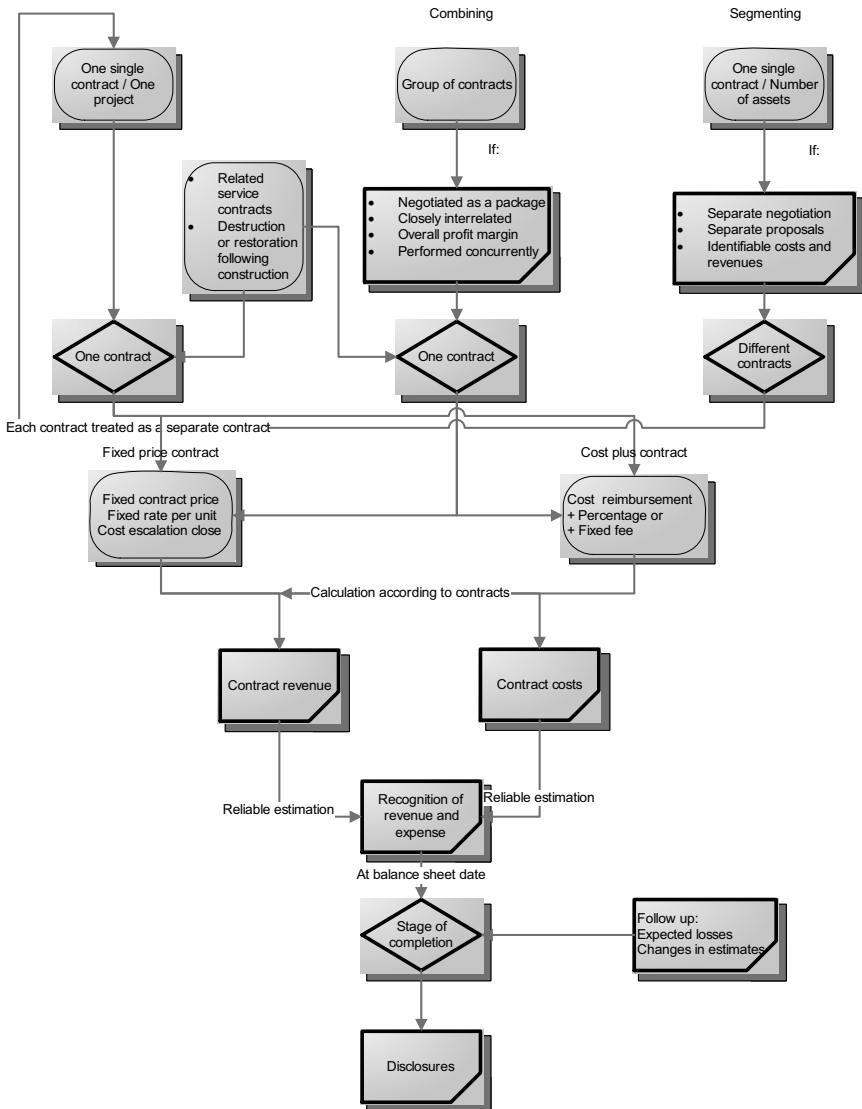 Combining
Segmenting
One single
contract / One
project
Group of contracts
One single
contract / Number
of assets
If:
If:
• Related
service
contracts
• Destruction
or restoration
following
construction
• Negotiated as a package
• Closely interrelated
• Overall profit margin
• Performed concurrently
• Separate negotiation
• Separate proposals
• Identifiable costs and
revenues
One contract
One contract
Different
contracts
Each contract treated as a separate contract
Fixed price contract
Cost plus contract
Fixed contract price
Fixed rate per unit
Cost escalation close
Cost reimbursement
+ Percentage or
+ Fixed fee
Calculation according to contracts
Contract revenue
Contract costs
Reliable estimation
Recognition of
revenue and
expense
Reliable estimation
At balance sheet date
Stage of
completion
Follow up:
Expected losses
Changes in estimates
Disclosures